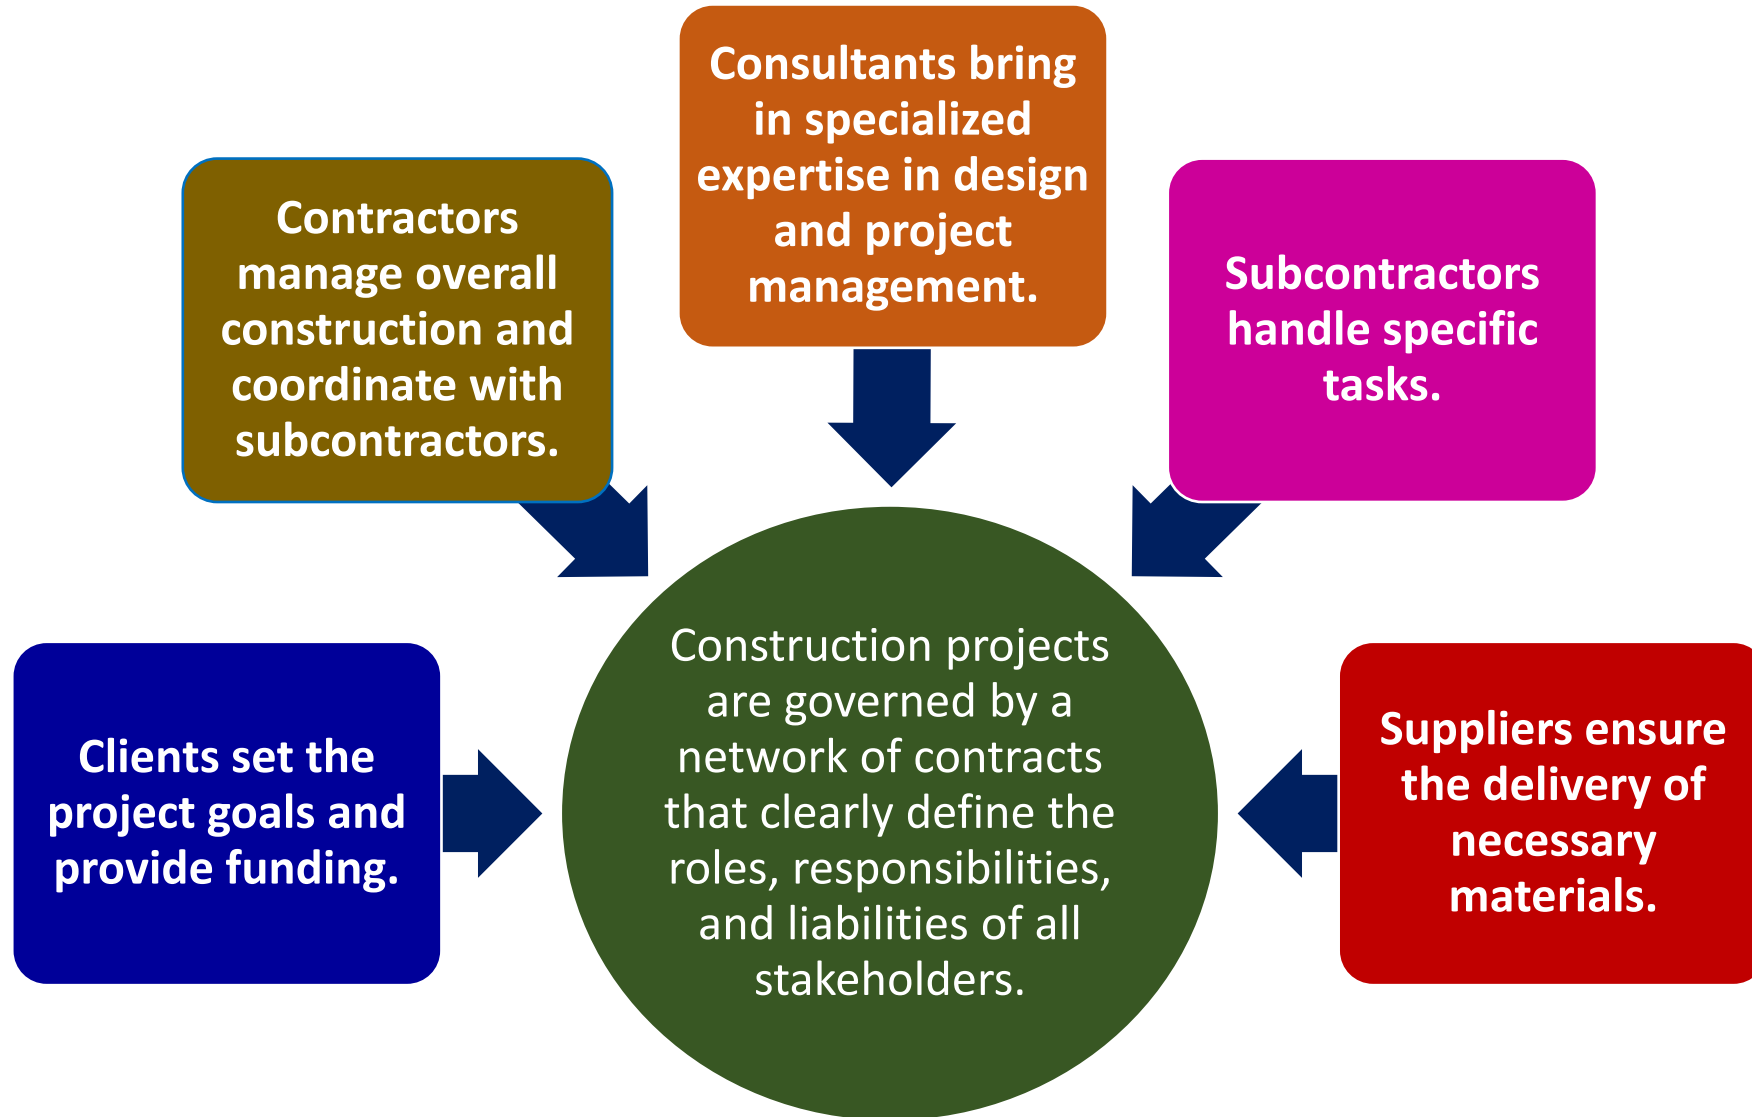 Consultants bring
in specialized
expertise in design
and project
management.
Contractors
manage overall
construction and
coordinate with
subcontractors.
Subcontractors
handle specific
tasks.
Clients set the
project goals and
provide funding.
Construction projects
are governed by a
network of contracts
that clearly define the
roles, responsibilities,
and liabilities of all
stakeholders.
Suppliers ensure
the delivery of
necessary
materials.